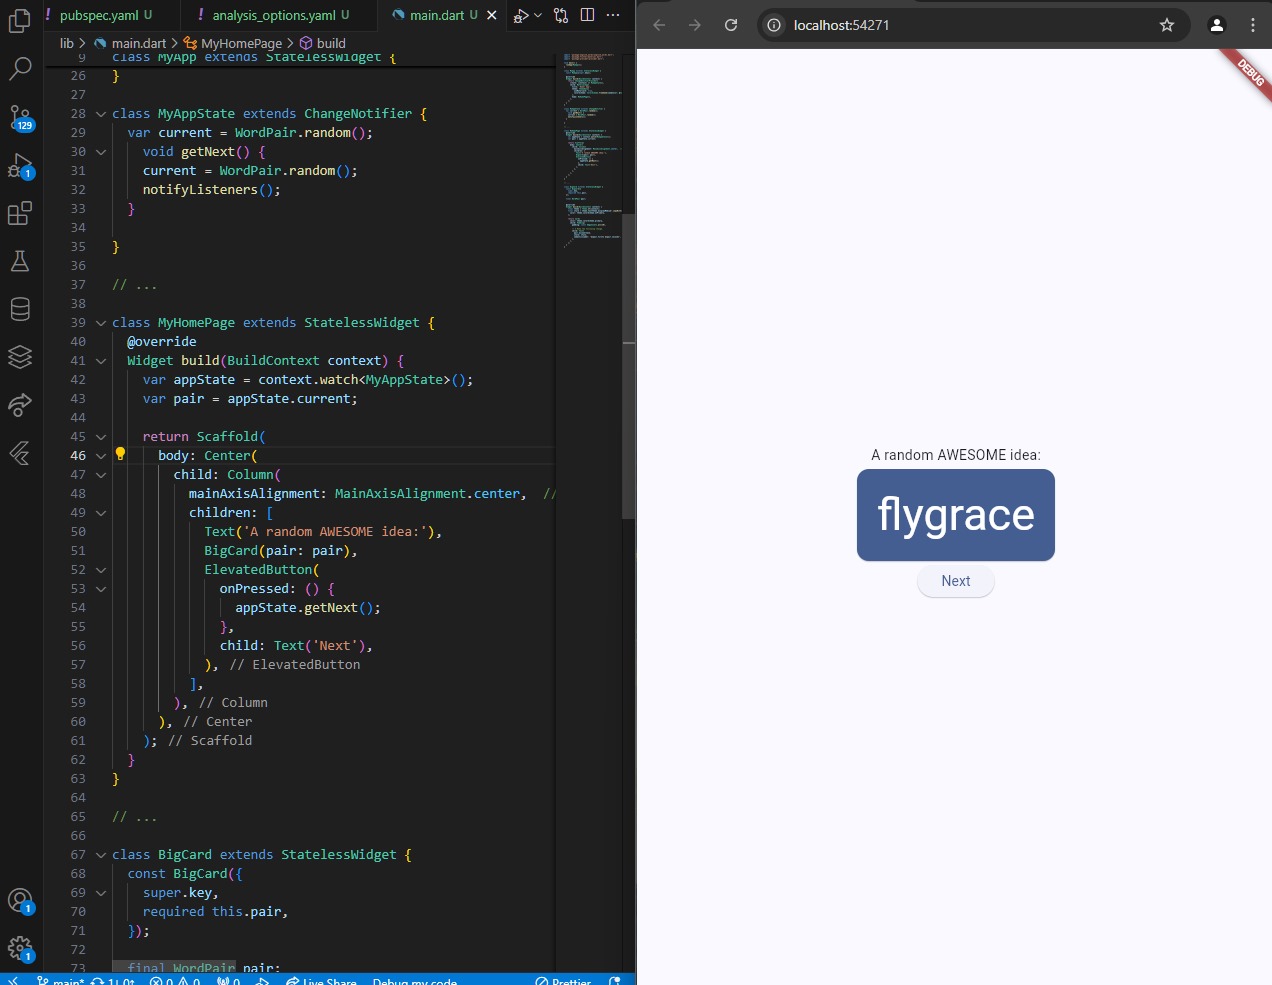 ! pubspec.yaml U
! analysis_options.yaml U
main.dart U
lib > main.dart > MyHomePage > build
9 class MyApp extends StatelessWidget {
26 }
27
28 class MyAppState extends ChangeNotifier {
29 var current = WordPair.random();
30 void getNext() {
31 current = WordPair.random();
32 notifyListeners();
33 }
34
35 }
36
37 // ...
38
39 class MyHomePage extends StatelessWidget {
40 @override
41 Widget build(BuildContext context) {
42 var appState = context.watch<MyAppState>();
43 var pair = appState.current;
44
45 return Scaffold(
46 body: Center(
47 child: Column(
48 mainAxisAlignment: MainAxisAlignment.center, //
49 children: [
50 Text('A random AWESOME idea:'),
51 BigCard(pair: pair),
52 ElevatedButton(
53 onPressed: () {
54 appState.getNext();
55 },
56 child: Text('Next'),
57 ), // ElevatedButton
58 ],
59 ), // Column
60 ), // Center
61 ); // Scaffold
62 }
63 }
64
65 // ...
66
67 class BigCard extends StatelessWidget {
68 const BigCard({
69 super.key,
70 required this.pair,
71 });
72
73 final WordPair pair;
129
1
1
1
main* 1↓ 0↑ 0 0 0 Live Share Debug my code Prettier
localhost:54271
DEBUG
A random AWESOME idea:
flygrace
Next